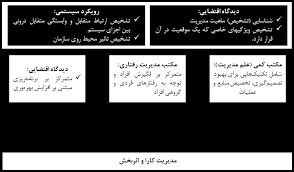 دیدگاه اقتضایی:
✓ شناسایی (تشخیص) ماهیت مدیریت
✓ تشخیص ویژگیهای خاصی که یک موقعیت در آن قرار دارد.
رویکرد سیستمی:
✓ تشخیص ارتباط متقابل و وابستگی متقابل درونی بین اجزای سیستم
✓ تشخیص تاثیر محیط روی سازمان
مکتب کمی (علم مدیریت):
شامل تکنیک‌هایی برای بهبود تصمیم‌گیری، تخصیص منابع و عملیات
مکتب مدیریت رفتاری:
متمرکز بر انگیزش افراد و توجه به رفتارهای فردی و گروهی افراد
دیدگاه اقتضایی:
✓ متمرکز بر برنامه‌ریزی مبتنی بر افزایش بهره‌وری
مدیریت کارا و اثربخش